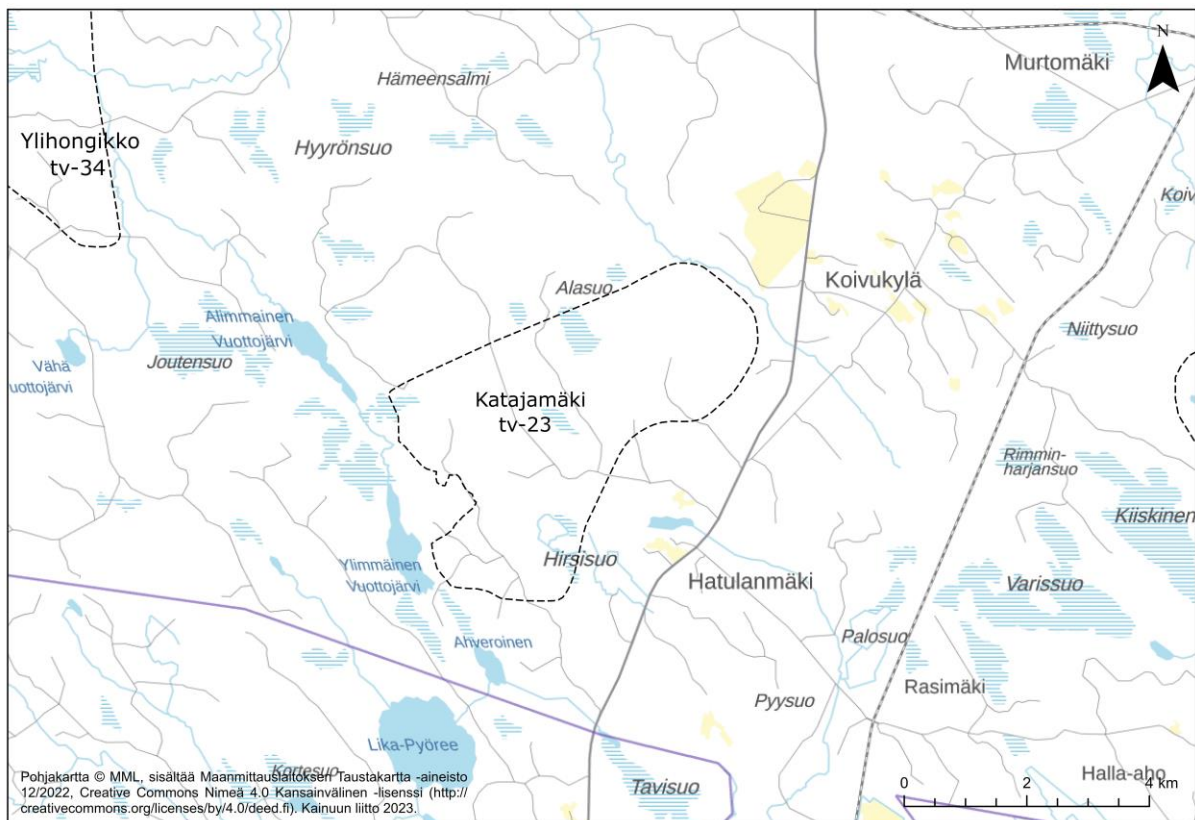 N
Murtomäki
Hämeensalmi
Ylihongikko
tv-34
Hyyrönsuo
Koiv
Koivukylä
Alasuo
Alimmainen
Vuottojärvi
Niittysuo
Vähä
uottojärvi
Joutensuo
Katajamäki
tv-23
Rimmin-
harjansuo
Kiiskinen
Hirsisuo
Ylimmäinen
Vuottojärvi
Hatulanmäki
Varissuo
Ahveroinen
Palosuo
Rasimäki
Pyysuo
Lika-Pyöree
Kortesuo
Tavisuo
Halla-aho
0 2 4 km
Pohjakartta © MML, sisältää Maanmittauslaitoksen Taustakartta -aineisto
12/2022, Creative Commons Nimeä 4.0 Kansainvälinen -lisenssi (http://
creativecommons.org/licenses/by/4.0/deed.fi). Kainuun liitto 2023.